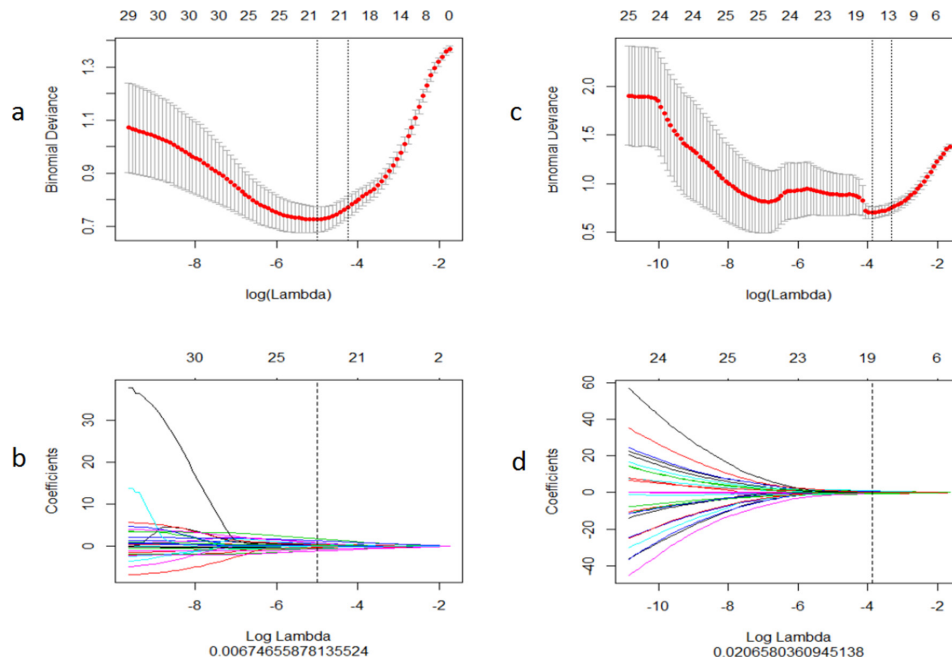 a
29 30 30 30 25 21 21 18 14 8 0
Binomial Deviance
1.3
1.1
0.9
0.7
-8 -6 -4 -2
log(Lambda)
c
25 24 24 25 24 23 19 13 9 6
Binomial Deviance
2.0
1.5
1.0
0.5
-10 -8 -6 -4 -2
log(Lambda)
b
30 25 21 2
Coefficients
30
20
10
0
-8 -6 -4 -2
Log Lambda
0.00674655878135524
d
24 25 23 19 6
Coefficients
60
40
20
0
-20
-40
-10 -8 -6 -4 -2
Log Lambda
0.0206580360945138